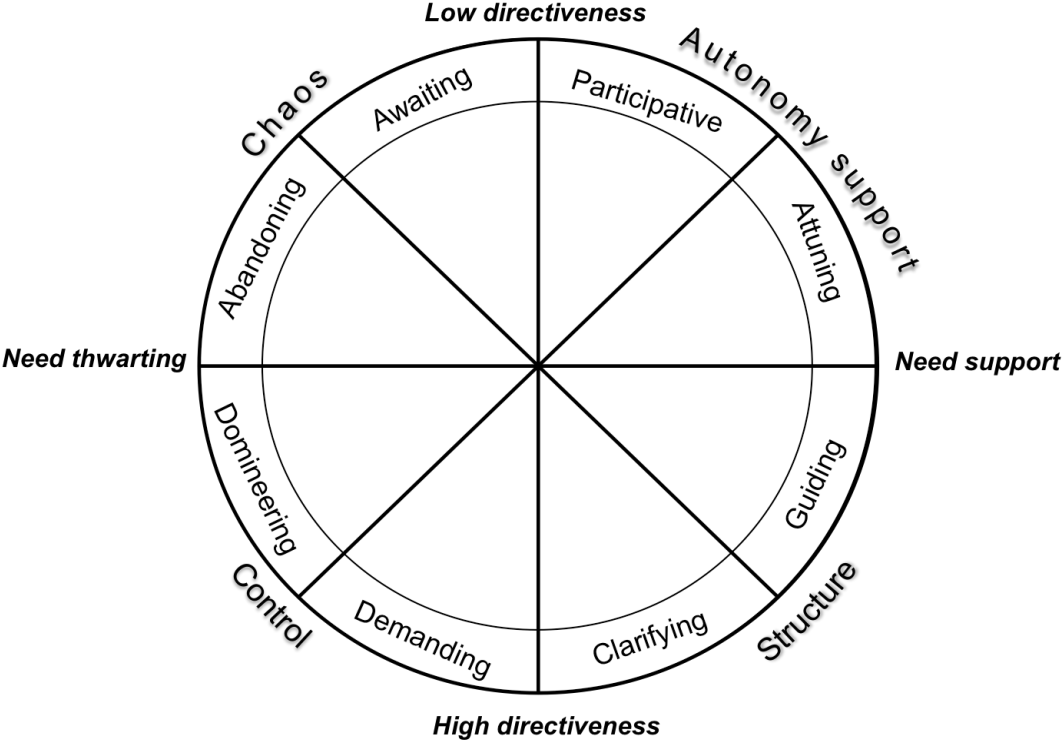 Low directiveness
Autonomy support
Chaos
Awaiting
Participative
Abandoning
Attuning
Need thwarting
Need support
Domineering
Guiding
Control
Structure
Demanding
Clarifying
High directiveness